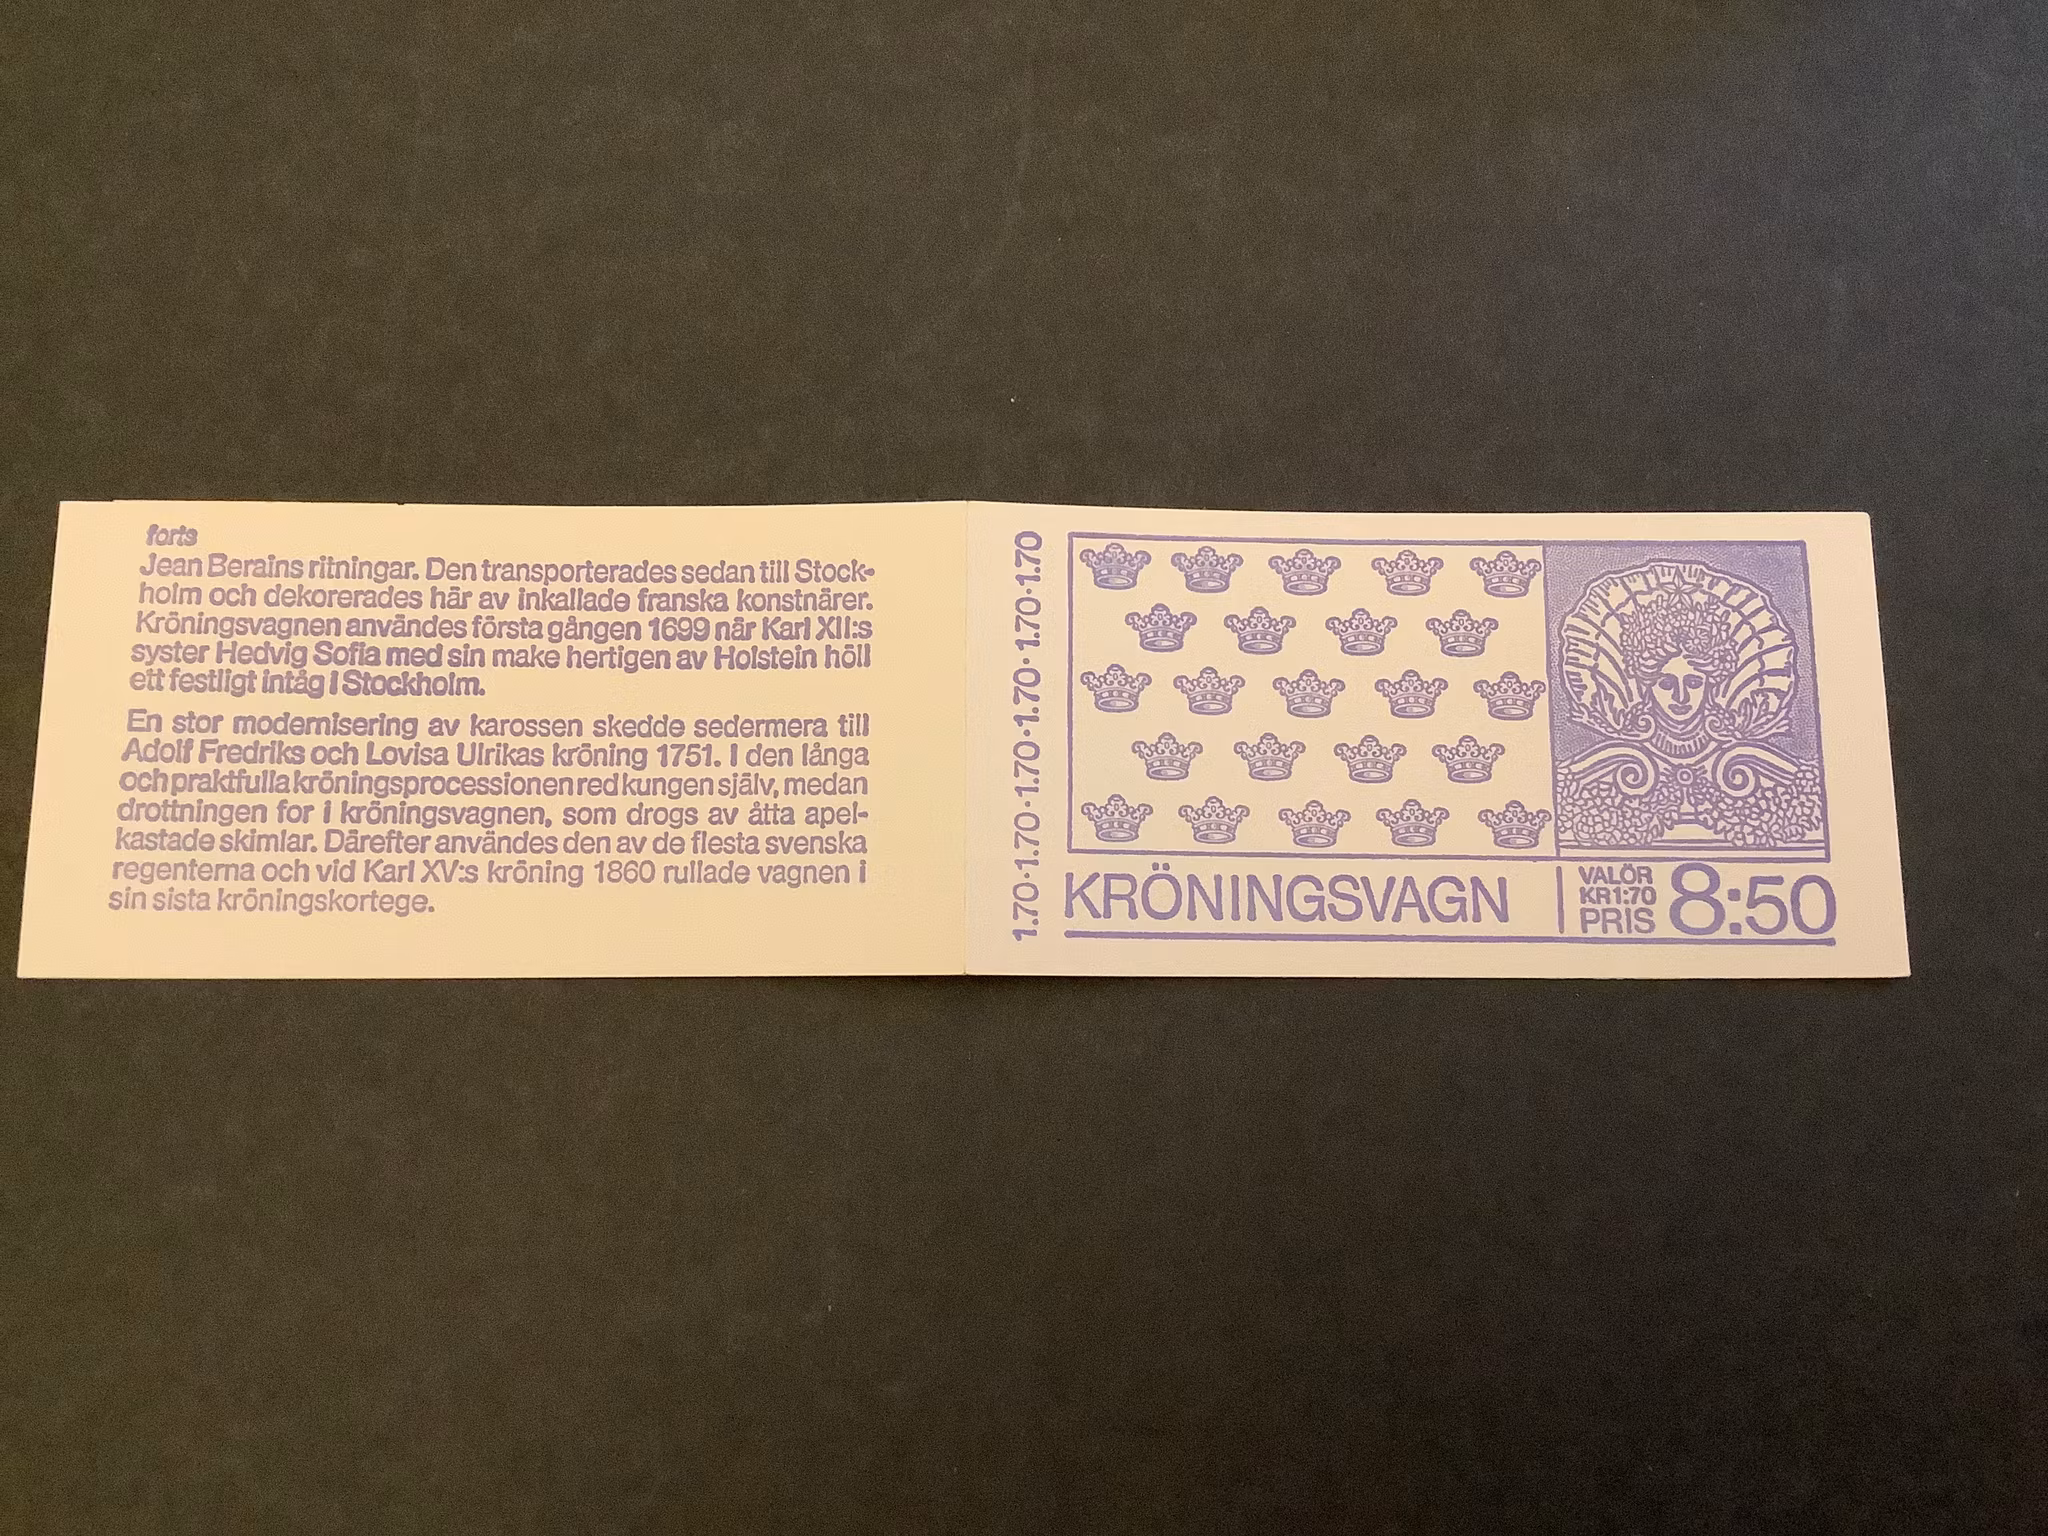 forts
Jean Berains ritningar. Den transporterades sedan till Stock-
holm och dekorerades här av inkallade franska konstnärer.
Kröningsvagnen användes första gången 1699 när Karl XII:s
syster Hedvig Sofia med sin make hertigen av Holstein höll
ett festligt intåg i Stockholm.
En stor modernisering av karossen skedde sedermera till
Adolf Fredriks och Lovisa Ulrikas kröning 1751. I den långa
och praktfulla kröningsprocessionen red kungen själv, medan
drottningen for i kröningsvagnen, som drogs av åtta apel-
kastade skimlar. Därefter användes den av de flesta svenska
regenterna och vid Karl XV:s kröning 1860 rullade vagnen i
sin sista kröningskortege.
1.70·1.70·1.70·1.70·1.70·1.70
KRÖNINGSVAGN
VALÖR
KR1:70
PRIS 8:50